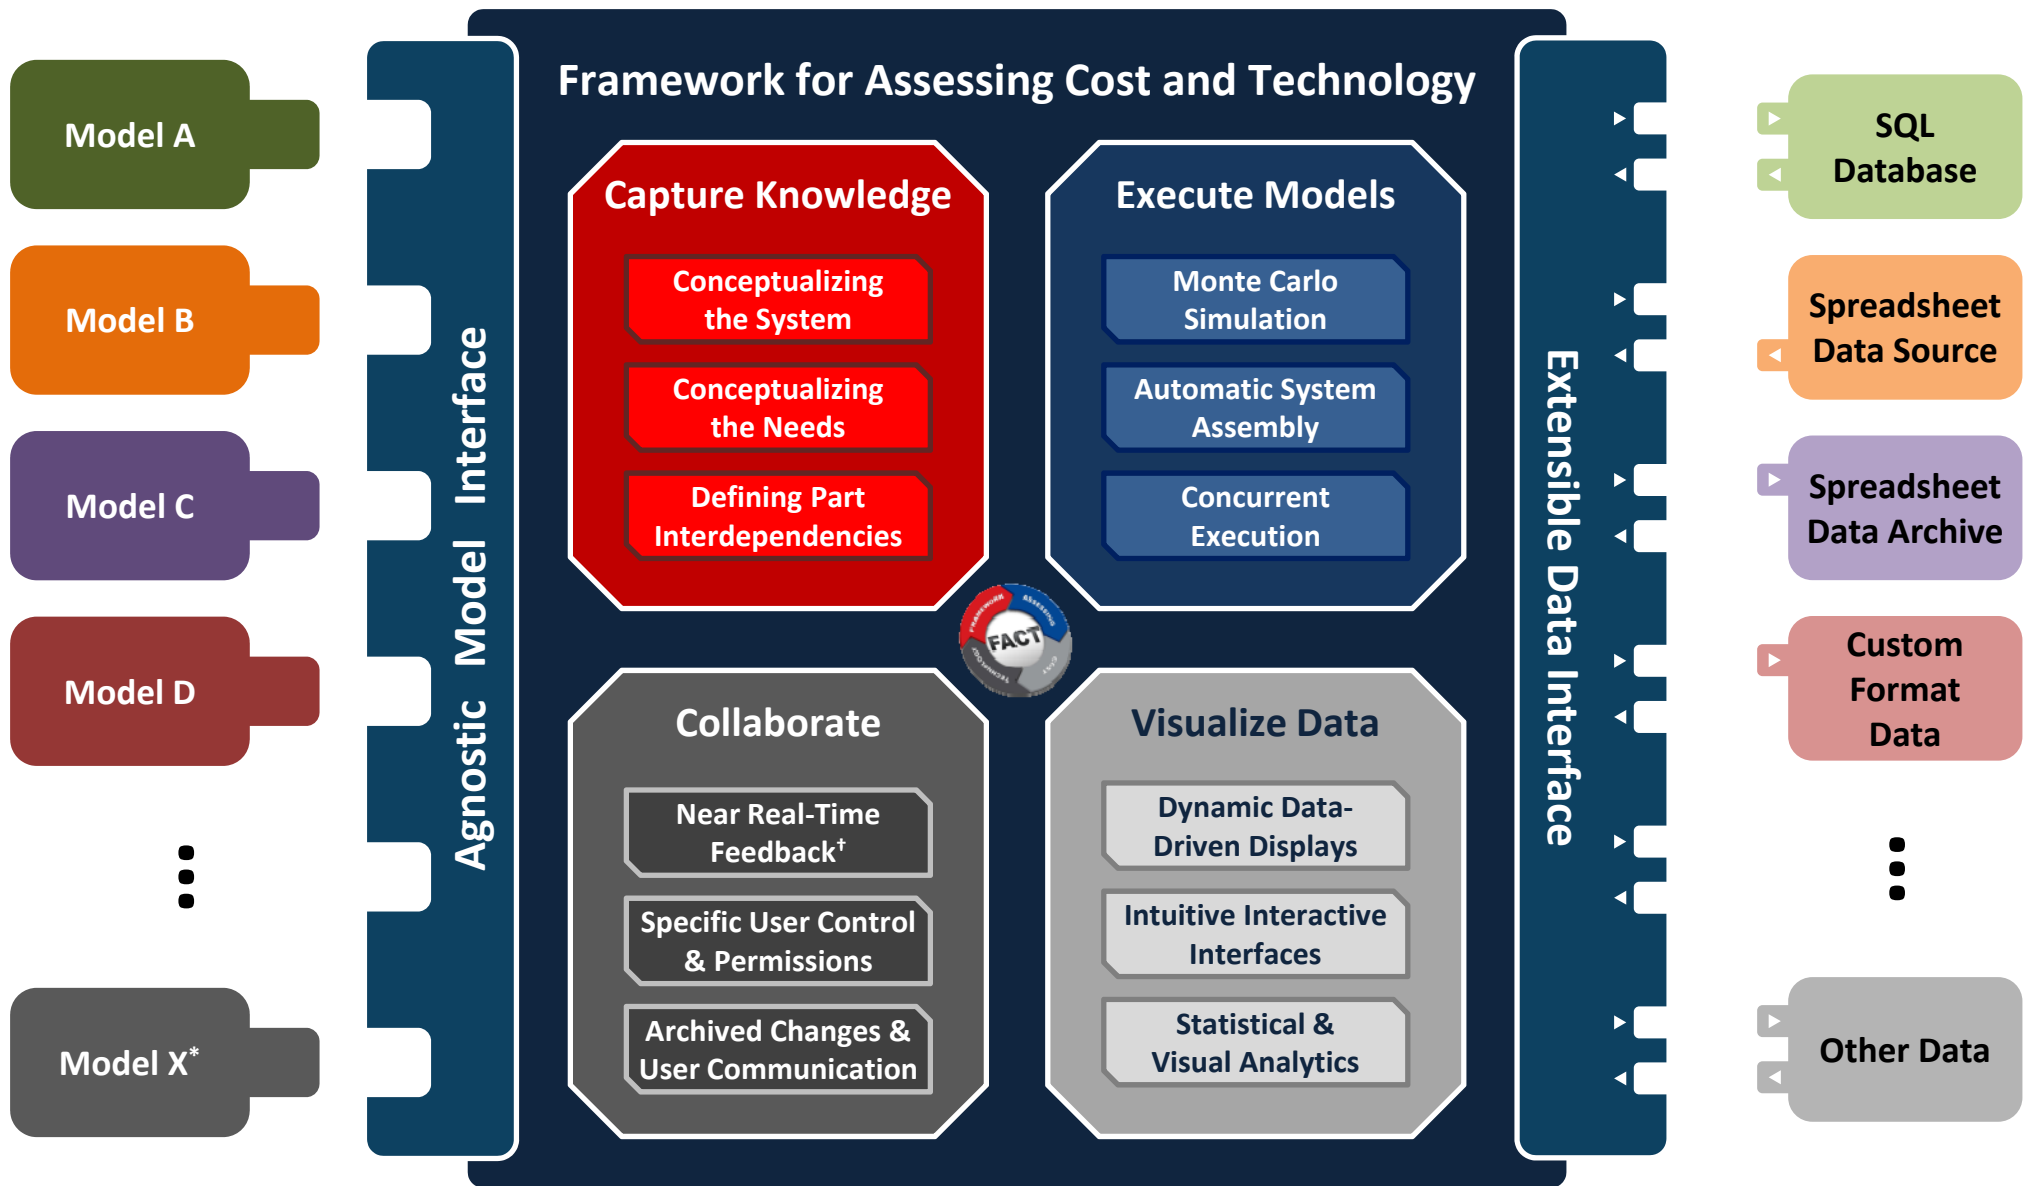 Framework for Assessing Cost and Technology
Model A
Model B
Model C
Model D
Model X*
Agnostic Model Interface
Capture Knowledge
Conceptualizing
the System
Conceptualizing
the Needs
Defining Part
Interdependencies
Execute Models
Monte Carlo
Simulation
Automatic System
Assembly
Concurrent
Execution
FRAMEWORK
ASSESSING
COST
TECHNOLOGY
FACT
Collaborate
Near Real-Time
Feedback†
Specific User Control
& Permissions
Archived Changes &
User Communication
Visualize Data
Dynamic Data-
Driven Displays
Intuitive Interactive
Interfaces
Statistical &
Visual Analytics
Extensible Data Interface
SQL
Database
Spreadsheet
Data Source
Spreadsheet
Data Archive
Custom
Format
Data
Other Data